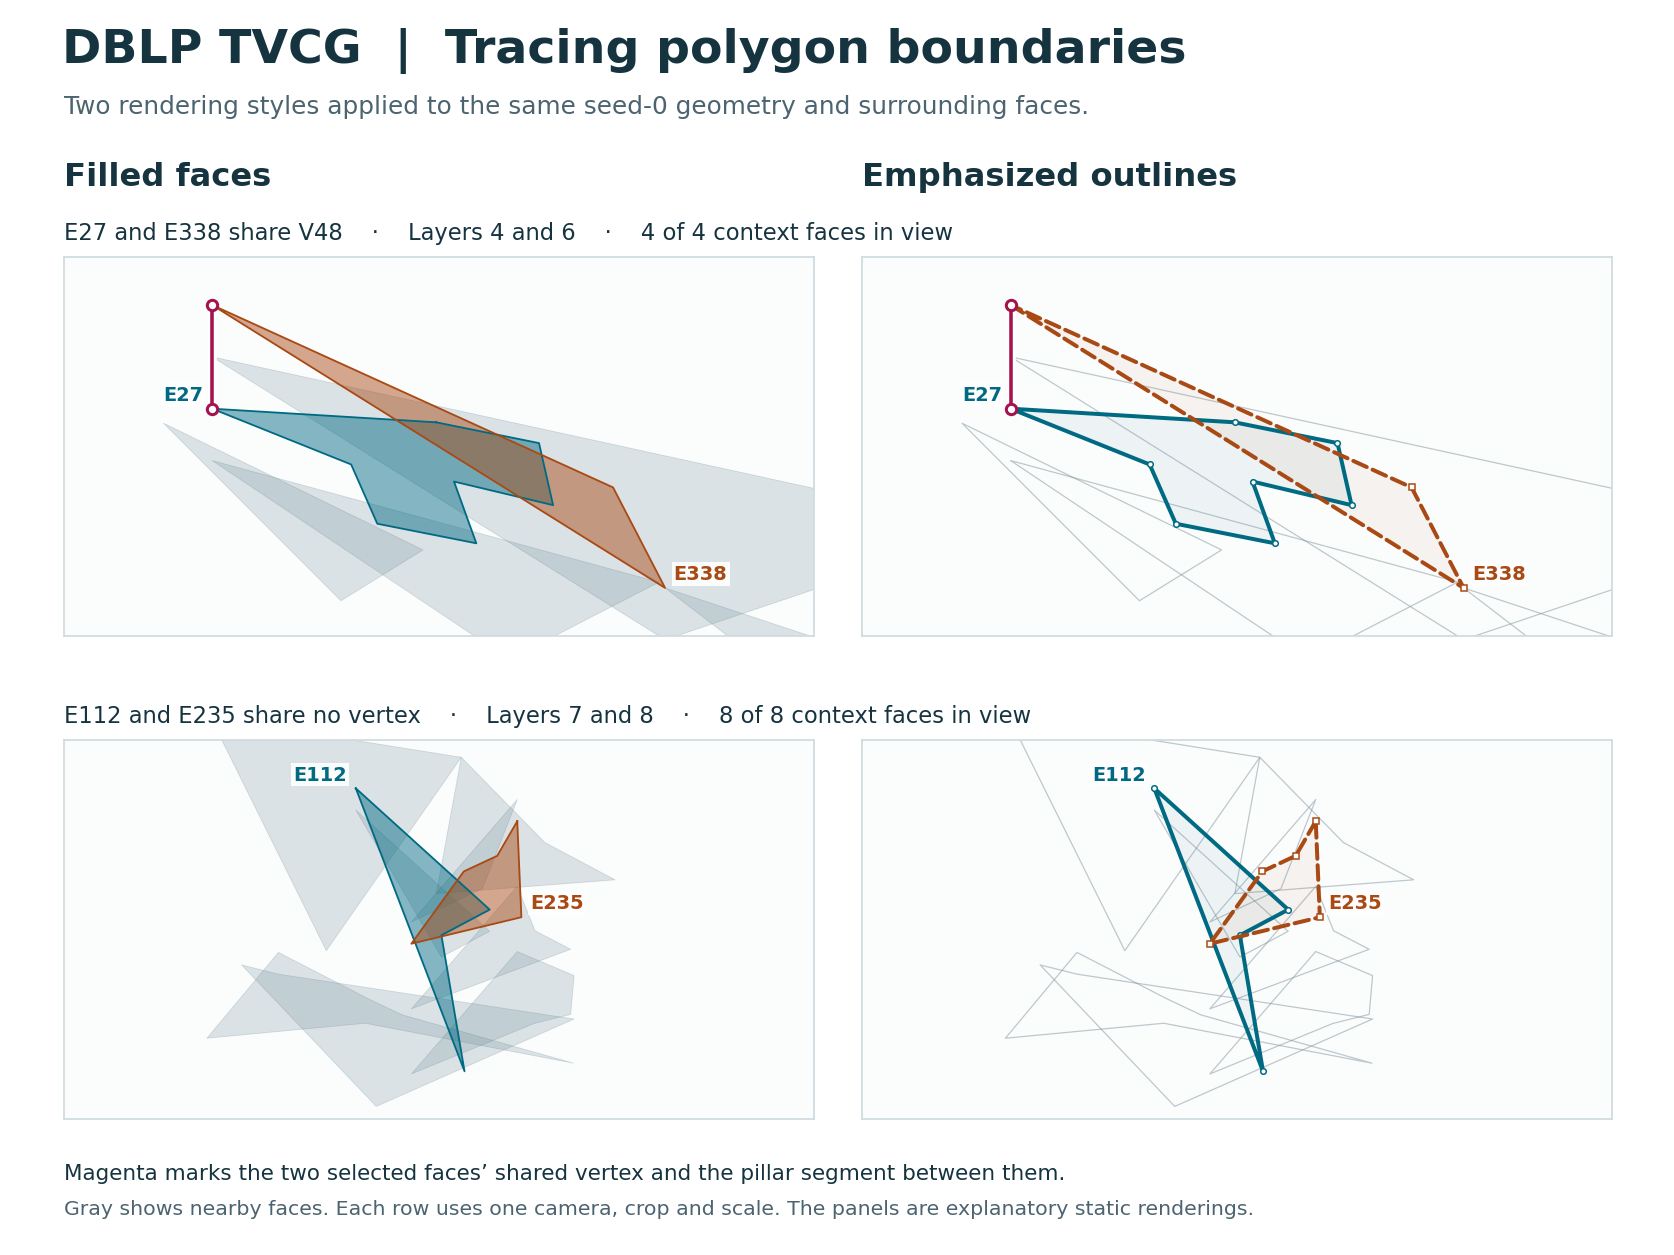 DBLP TVCG | Tracing polygon boundaries
Two rendering styles applied to the same seed-0 geometry and surrounding faces.
Filled faces
Emphasized outlines
E27 and E338 share V48 · Layers 4 and 6 · 4 of 4 context faces in view
E27
E338
E27
E338
E112 and E235 share no vertex · Layers 7 and 8 · 8 of 8 context faces in view
E112
E235
E112
E235
Magenta marks the two selected faces’ shared vertex and the pillar segment between them.
Gray shows nearby faces. Each row uses one camera, crop and scale. The panels are explanatory static renderings.